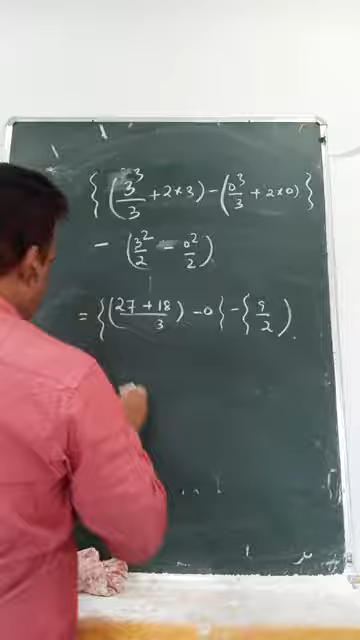 { (3³/3 + 2×3) − (0³/3 + 2×0) }
− (3²/2 − 0²/2)
= { (27 + 18/3) − 0 } − { 9/2 ).